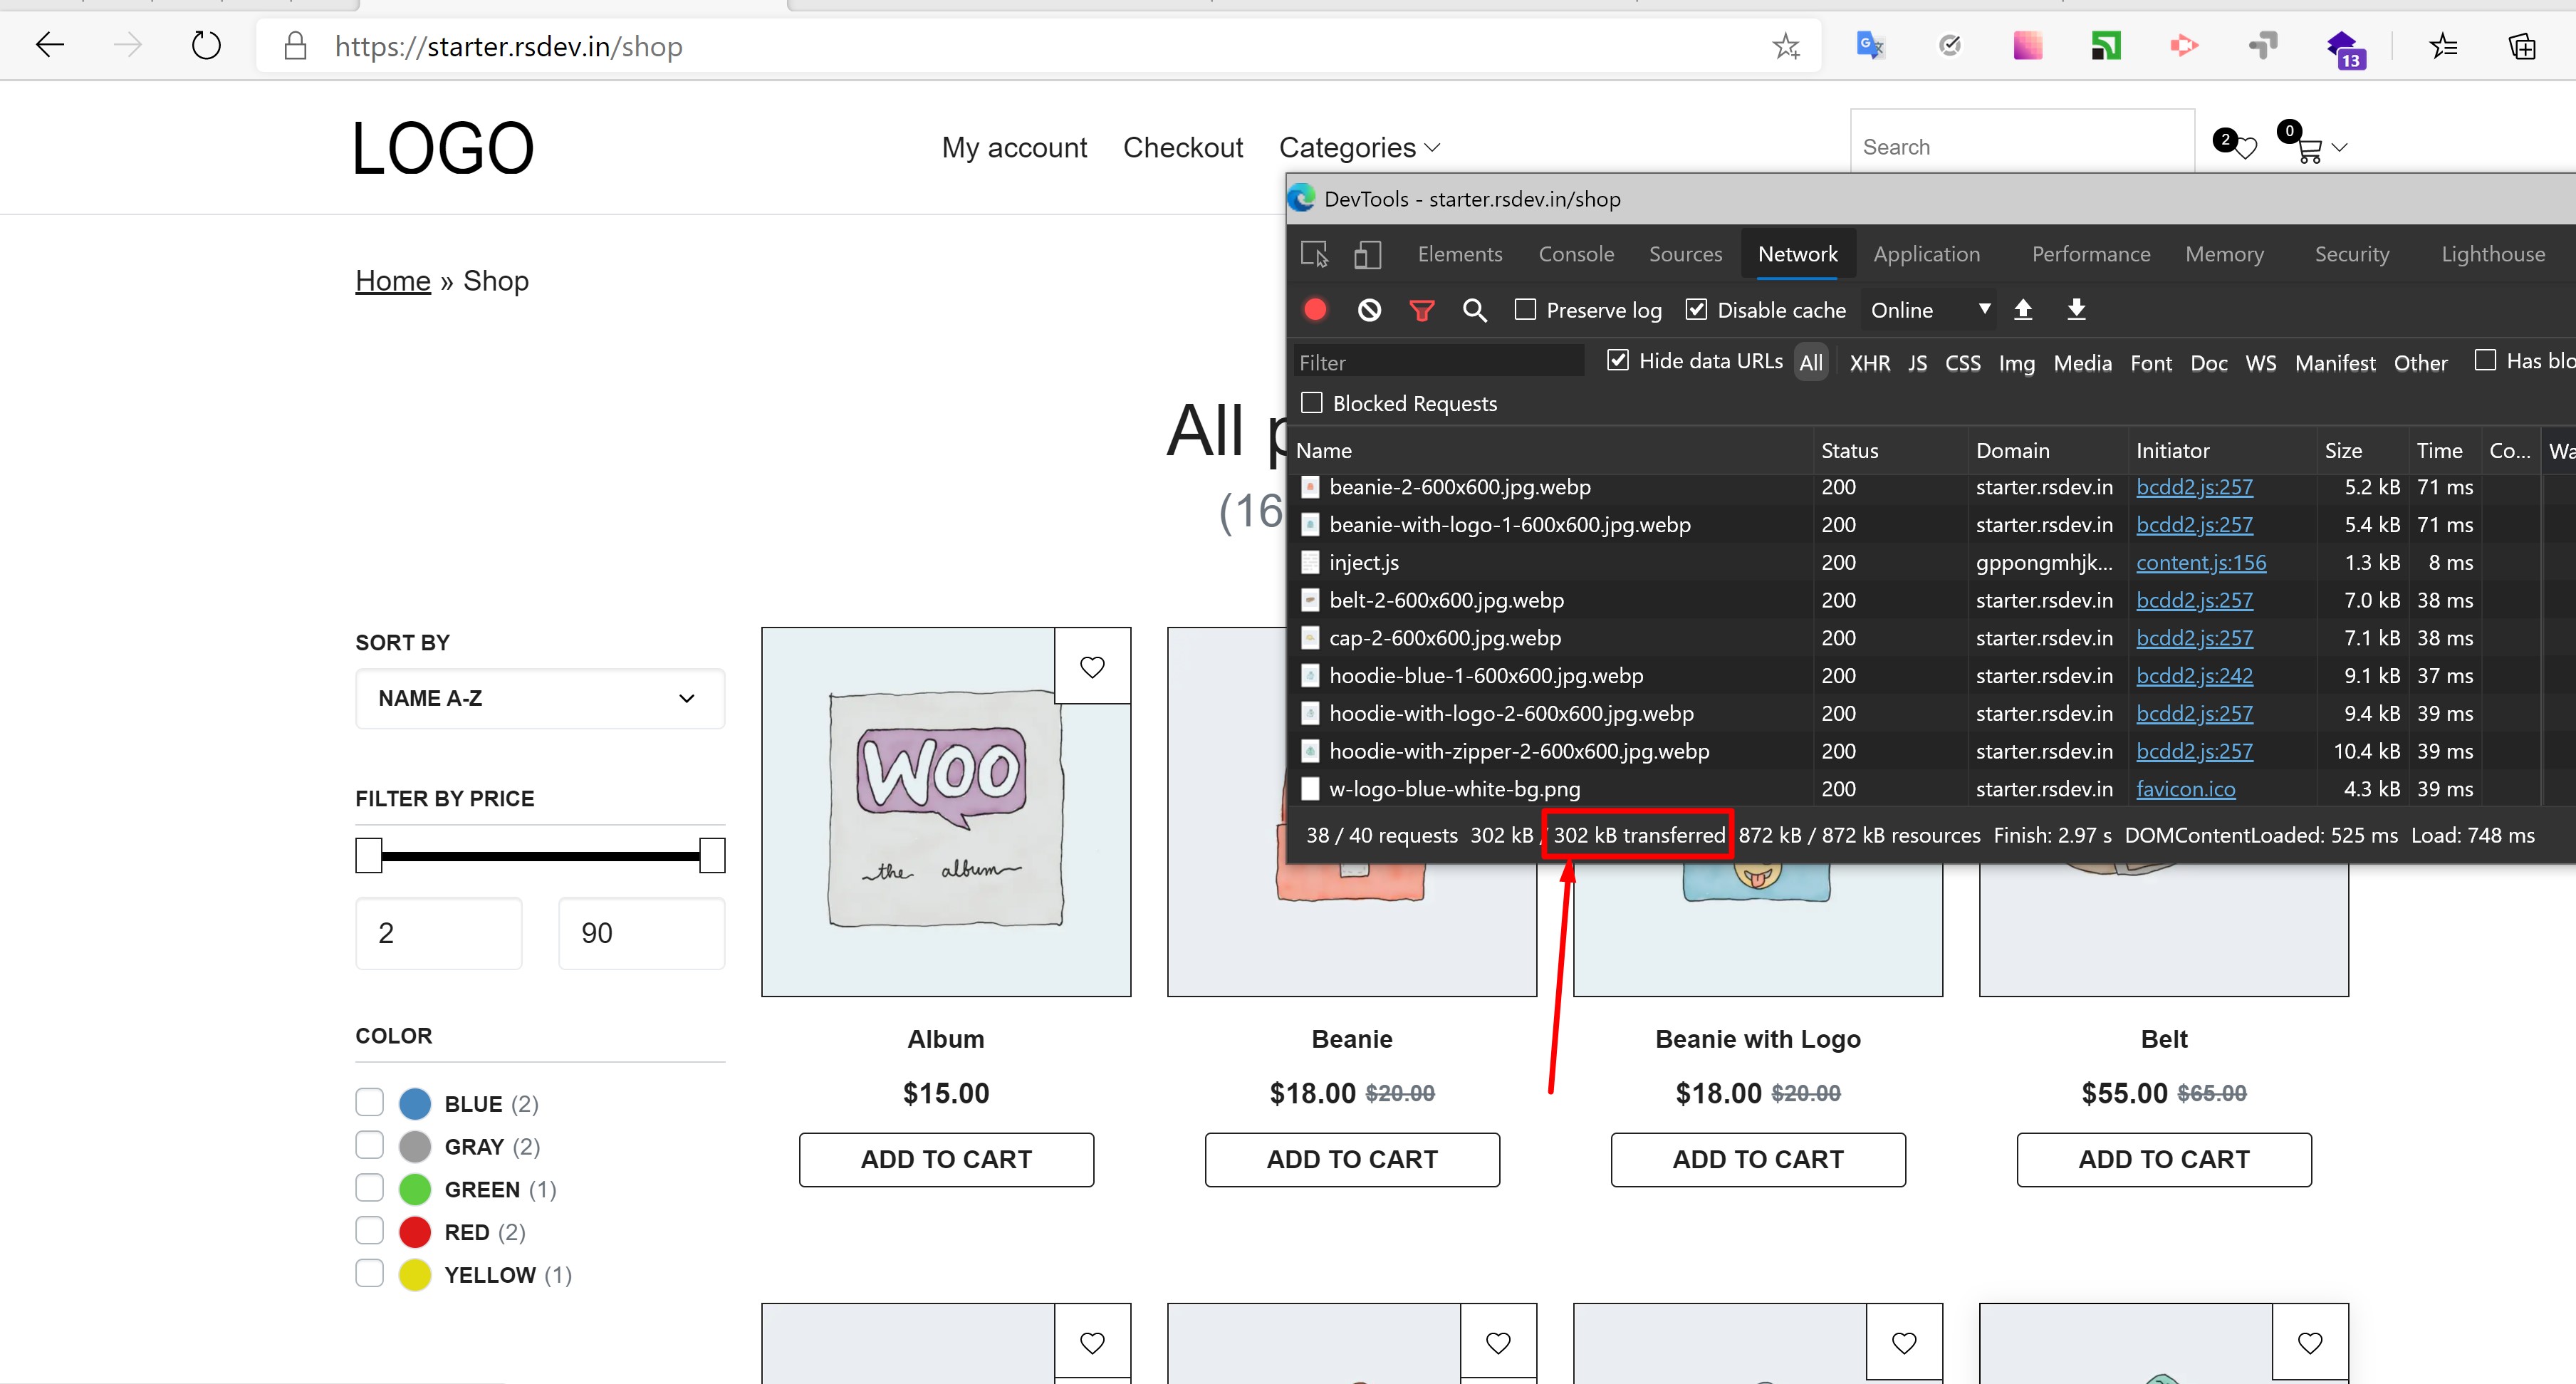 https://starter.rsdev.in/shop
13
LOGO
My account Checkout Categories
Search
2
0
DevTools - starter.rsdev.in/shop
Elements Console Sources Network Application Performance Memory Security Lighthouse
Preserve log Disable cache Online
Filter Hide data URLs All XHR JS CSS Img Media Font Doc WS Manifest Other Has blo
Blocked Requests
Name Status Domain Initiator Size Time Co... Wa
beanie-2-600x600.jpg.webp 200 starter.rsdev.in bcdd2.js:257 5.2 kB 71 ms
beanie-with-logo-1-600x600.jpg.webp 200 starter.rsdev.in bcdd2.js:257 5.4 kB 71 ms
inject.js 200 gppongmhjk... content.js:156 1.3 kB 8 ms
belt-2-600x600.jpg.webp 200 starter.rsdev.in bcdd2.js:257 7.0 kB 38 ms
cap-2-600x600.jpg.webp 200 starter.rsdev.in bcdd2.js:257 7.1 kB 38 ms
hoodie-blue-1-600x600.jpg.webp 200 starter.rsdev.in bcdd2.js:242 9.1 kB 37 ms
hoodie-with-logo-2-600x600.jpg.webp 200 starter.rsdev.in bcdd2.js:257 9.4 kB 39 ms
hoodie-with-zipper-2-600x600.jpg.webp 200 starter.rsdev.in bcdd2.js:257 10.4 kB 39 ms
w-logo-blue-white-bg.png 200 starter.rsdev.in favicon.ico 4.3 kB 39 ms
38 / 40 requests 302 kB / 302 kB transferred 872 kB / 872 kB resources Finish: 2.97 s DOMContentLoaded: 525 ms Load: 748 ms
Home » Shop
All p
(16
SORT BY
NAME A-Z
FILTER BY PRICE
2 90
COLOR
BLUE (2)
GRAY (2)
GREEN (1)
RED (2)
YELLOW (1)
WOO
the album
Album Beanie Beanie with Logo Belt
$15.00 $18.00 $20.00 $18.00 $20.00 $55.00 $65.00
ADD TO CART ADD TO CART ADD TO CART ADD TO CART